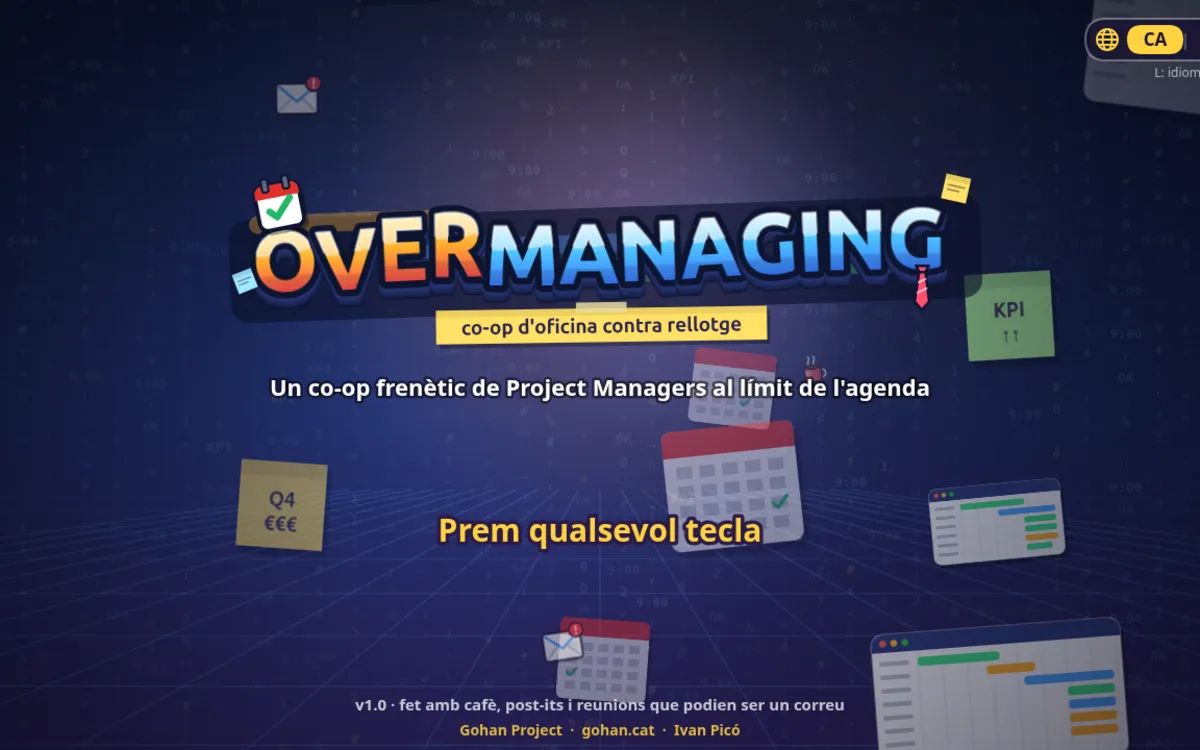 CA
L: idiom
OVERMANAGING
co-op d'oficina contra rellotge
KPI
↑↑
Un co-op frenètic de Project Managers al límit de l'agenda
Q4
€€€
Prem qualsevol tecla
v1.0 · fet amb cafè, post-its i reunions que podien ser un correu
Gohan Project · gohan.cat · Ivan Picó